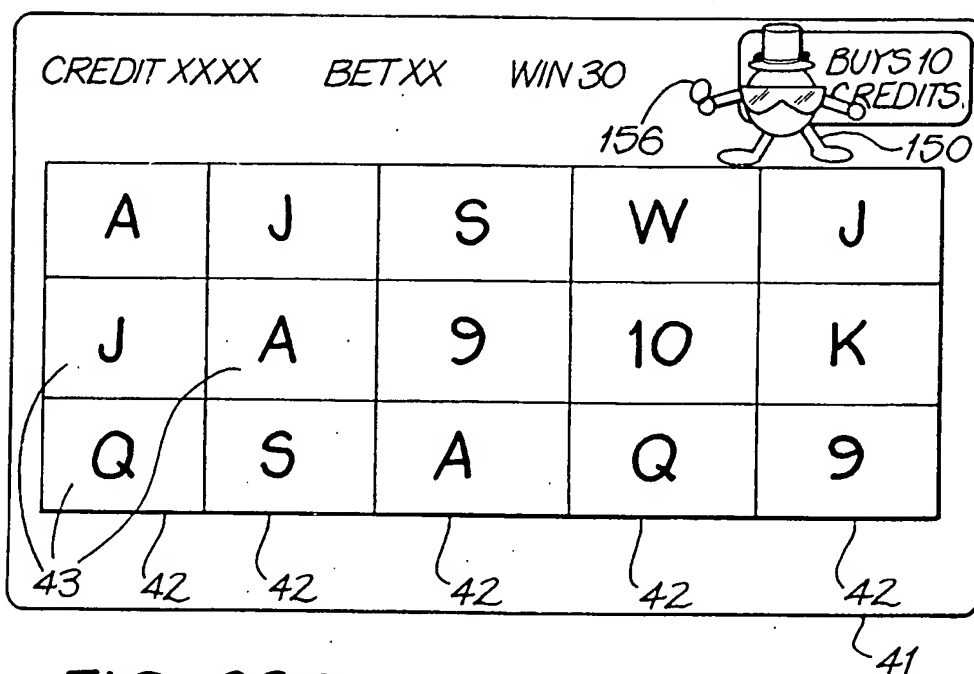 CREDIT XXXX BET XX WIN 30 BUYS 10
CREDITS.
156 150
A J S W J
J A 9 10 K
Q S A Q 9
43 42 42 42 42 42
41